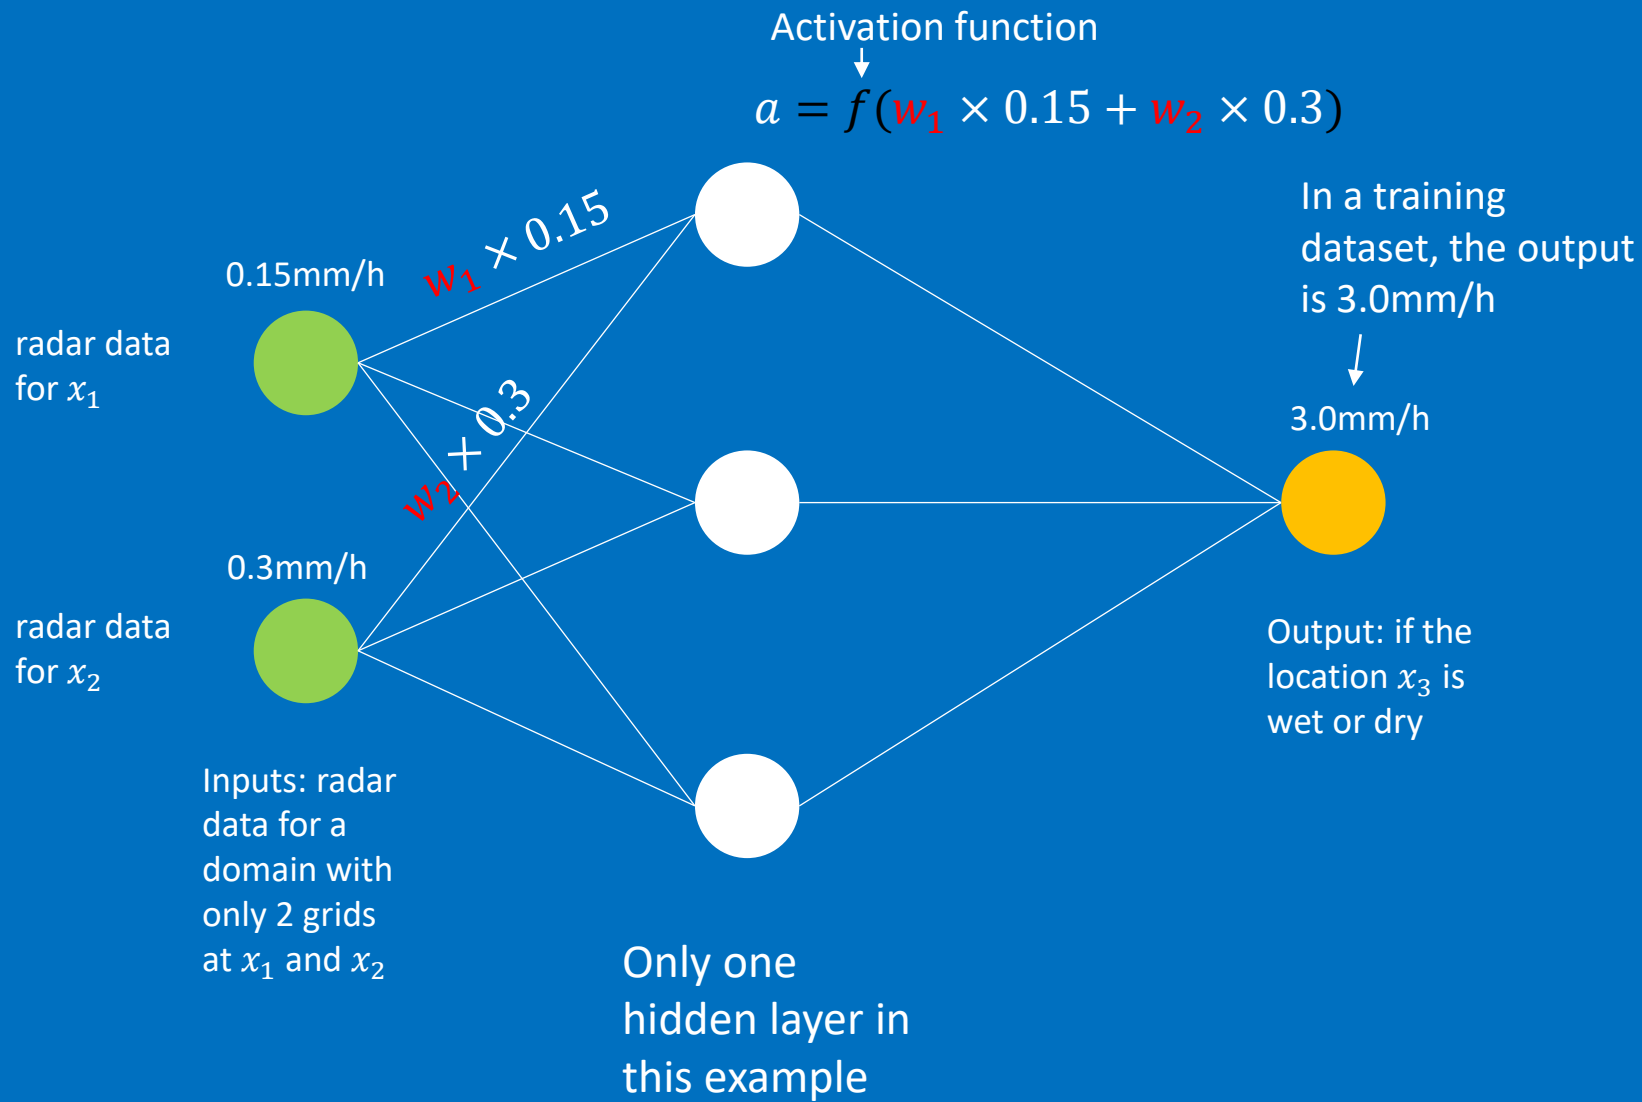 Activation function
a = f(w₁ × 0.15 + w₂ × 0.3)
w₁ × 0.15
In a training
dataset, the output
is 3.0mm/h
0.15mm/h
radar data
for x₁
w₂ × 0.3
3.0mm/h
0.3mm/h
radar data
for x₂
Output: if the
location x₃ is
wet or dry
Inputs: radar
data for a
domain with
only 2 grids
at x₁ and x₂
Only one
hidden layer in
this example